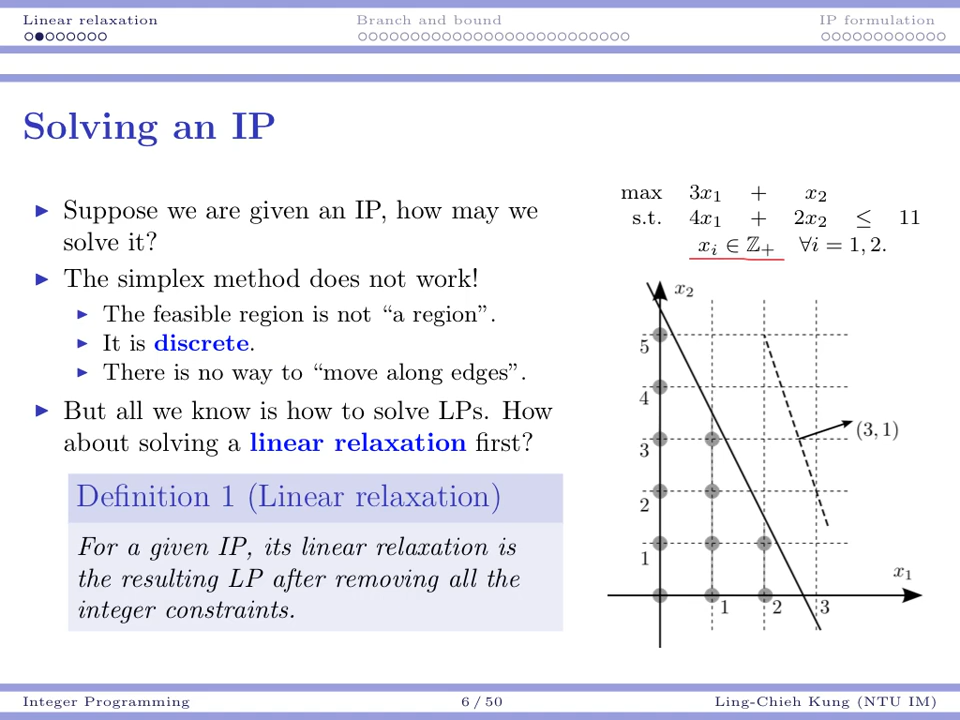 Linear relaxation Branch and bound IP formulation
Solving an IP
Suppose we are given an IP, how may we
solve it?
The simplex method does not work!
The feasible region is not “a region”.
It is discrete.
There is no way to “move along edges”.
But all we know is how to solve LPs. How
about solving a linear relaxation first?
Definition 1 (Linear relaxation)
For a given IP, its linear relaxation is
the resulting LP after removing all the
integer constraints.
max 3x₁ + x₂
s.t. 4x₁ + 2x₂ ≤ 11
xᵢ ∈ ℤ₊ ∀i = 1, 2.
x₂
5
4
(3, 1)
3
2
1
x₁
1 2 3
Integer Programming 6 / 50 Ling-Chieh Kung (NTU IM)